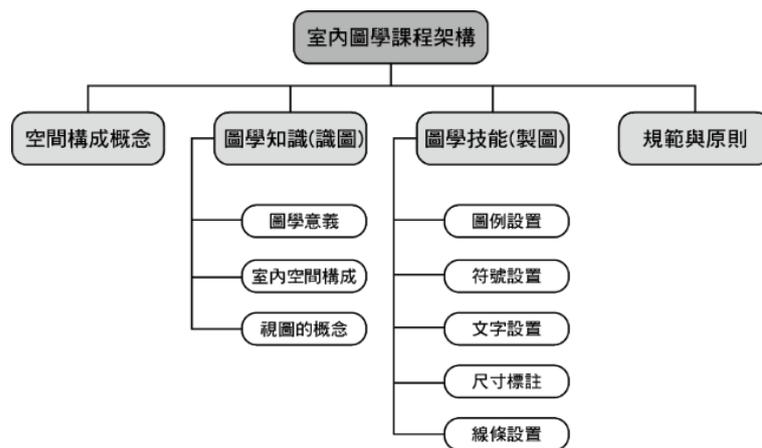 室內圖學課程架構
空間構成概念
圖學知識(識圖)
圖學技能(製圖)
規範與原則
圖學意義
室內空間構成
視圖的概念
圖例設置
符號設置
文字設置
尺寸標註
線條設置